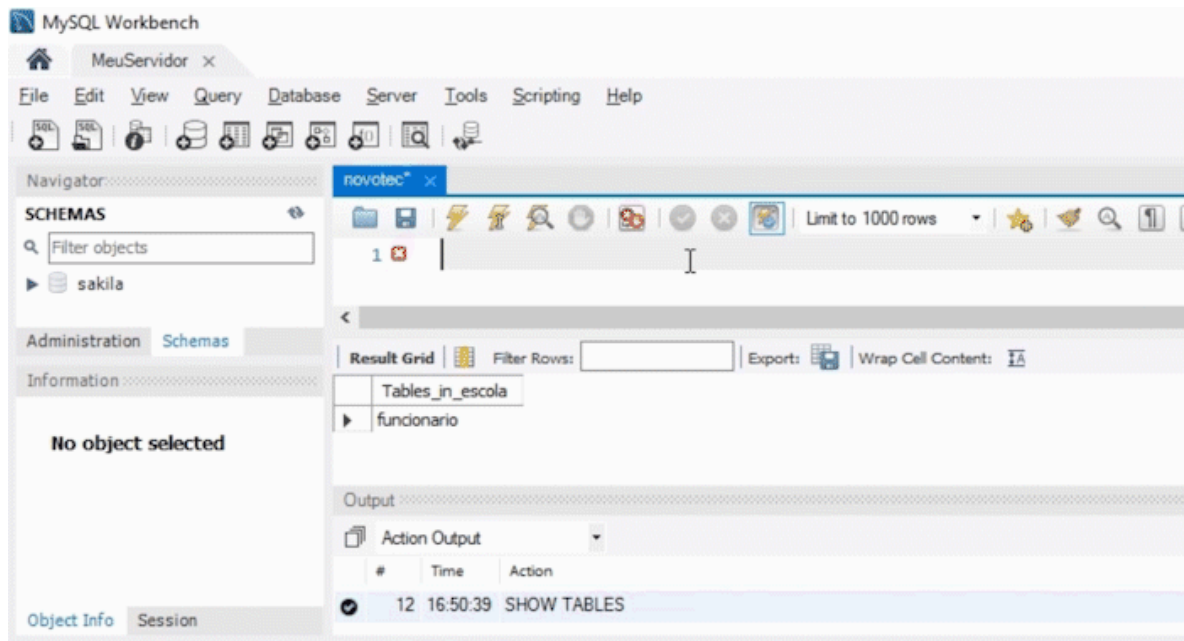 MySQL Workbench
MeuServidor
File Edit View Query Database Server Tools Scripting Help
Navigator
SCHEMAS
Filter objects
sakila
Administration Schemas
Information
No object selected
Object Info Session
novotec*
Limit to 1000 rows
1
Result Grid Filter Rows: Export: Wrap Cell Content:
Tables_in_escola
funcionario
Output
Action Output
# Time Action
12 16:50:39 SHOW TABLES